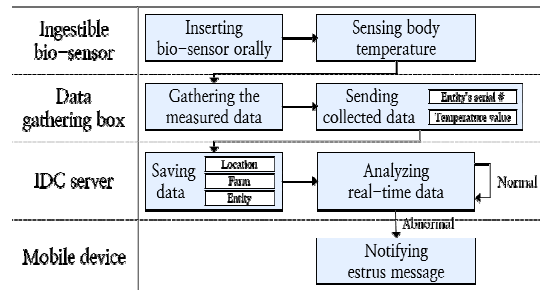 Ingestible
bio-sensor
Inserting
bio-sensor orally
Sensing body
temperature
Data
gathering box
Gathering the
measured data
Sending
collected data
Entity's serial #
Temperature value
IDC server
Saving
data
Location
Farm
Entity
Analyzing
real-time data
Normal
Abnormal
Mobile device
Notifying
estrus message